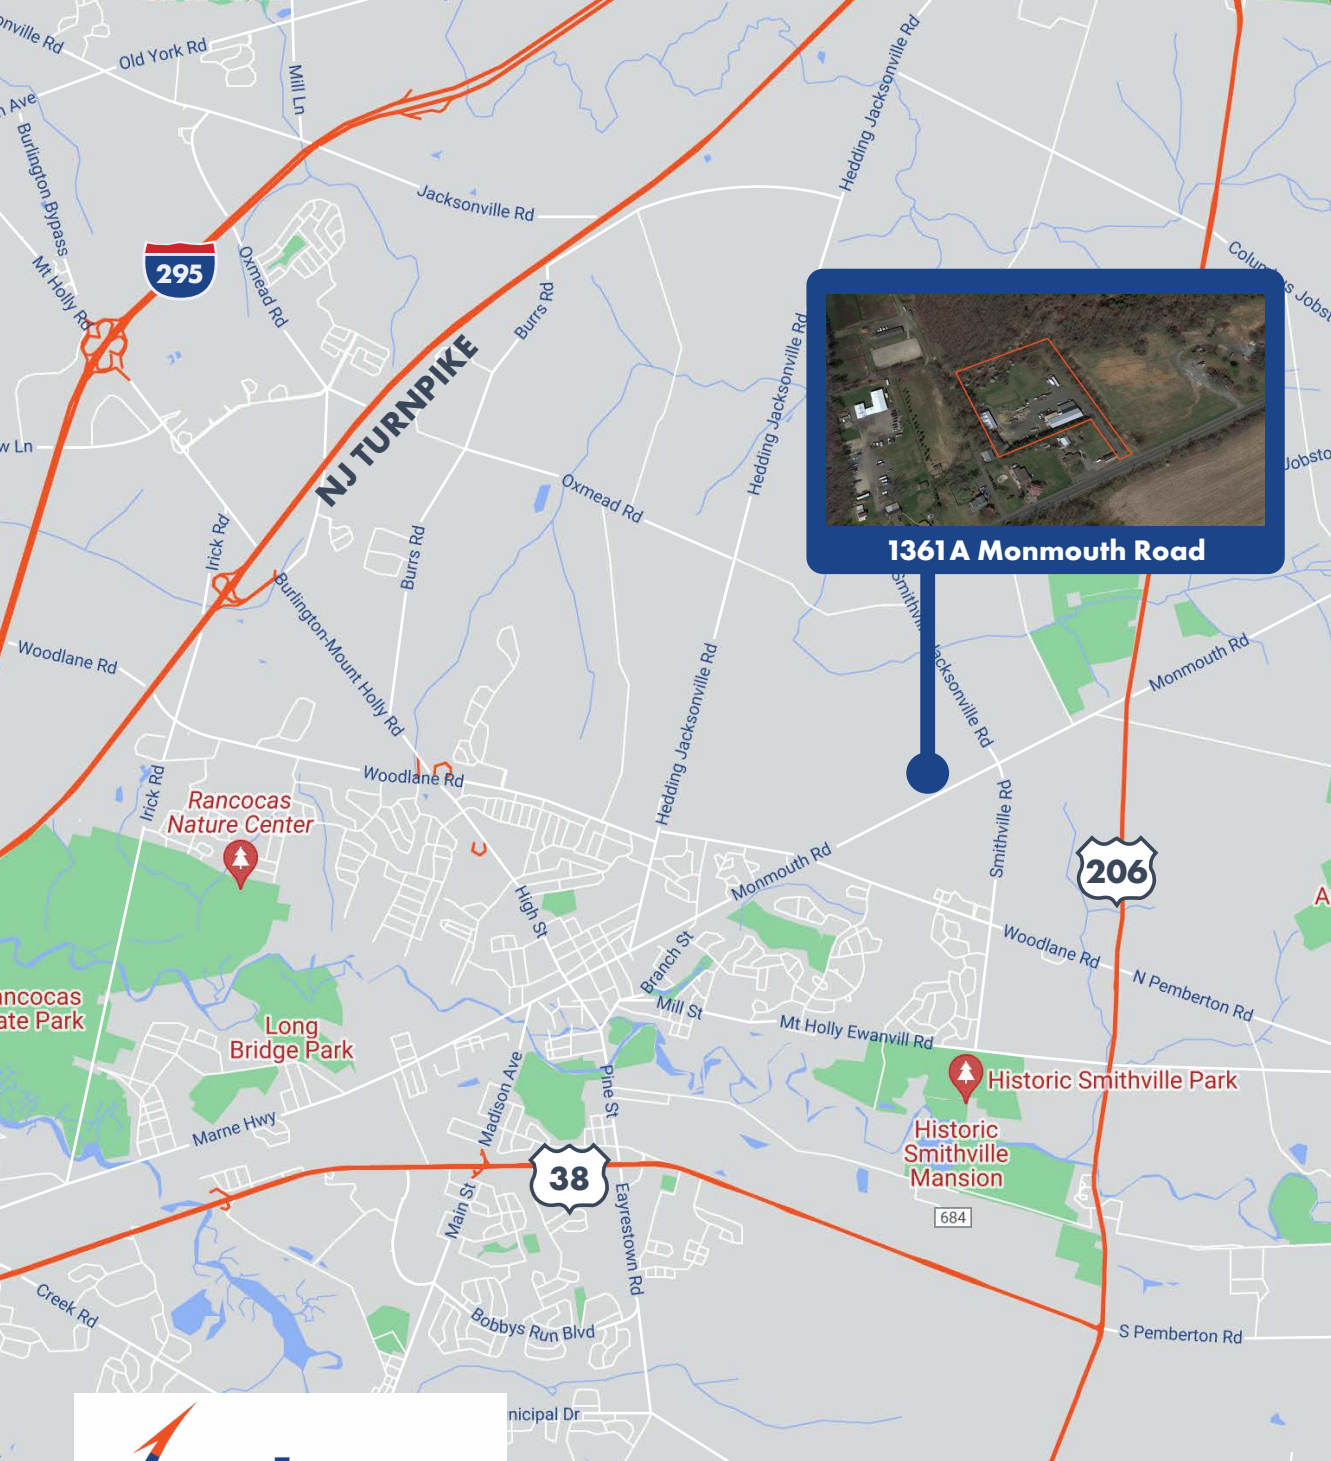 Old York Rd
Mill Ln
Hedding Jacksonville Rd
Burlington Bypass
Jacksonville Rd
Mt Holly Rd
295
Oxmead Rd
Burrs Rd
NJ TURNPIKE
Hedding Jacksonville Rd
Oxmead Rd
1361A Monmouth Road
Irick Rd
Burrs Rd
Burlington-Mount Holly Rd
Woodlane Rd
Monmouth Rd
Hedding Jacksonville Rd
Woodlane Rd
Irick Rd
Smithville Rd
Rancocas
Nature Center
Monmouth Rd
206
High St
Branch St
Woodlane Rd
N Pemberton Rd
Mill St
Long
Bridge Park
Mt Holly Ewanvill Rd
Madison Ave
Pine St
Historic Smithville Park
Marne Hwy
Historic
Smithville
Mansion
38
Main St
Eayrestown Rd
684
Creek Rd
Bobbys Run Blvd
S Pemberton Rd